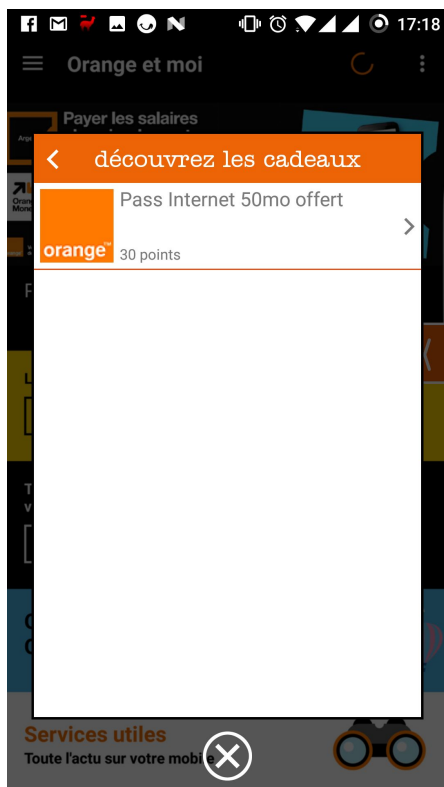 17:18
Orange et moi
Payer les salaires
découvrez les cadeaux
Pass Internet 50mo offert
orange™
30 points
Services utiles
Toute l'actu sur votre mobile